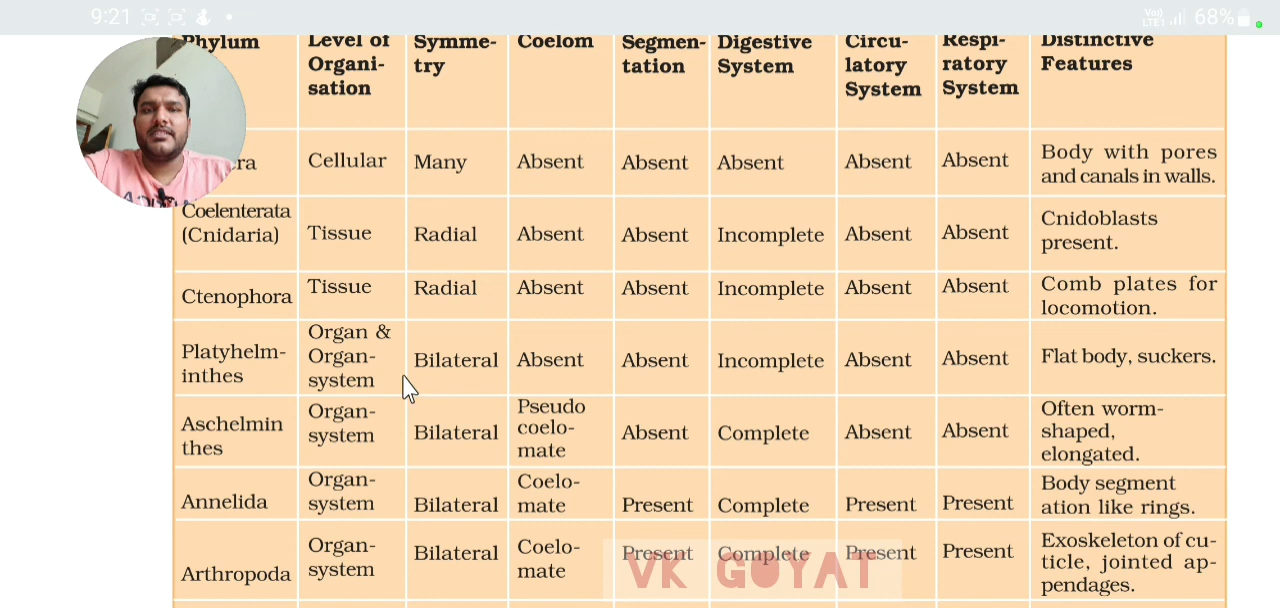 9:21
Vo))
LTE1
68%
Phylum
Level of
Organi-
sation
Symme-
try
Coelom
Segmen-
tation
Digestive
System
Circu-
latory
System
Respi-
ratory
System
Distinctive
Features
ra
Cellular
Many
Absent
Absent
Absent
Absent
Absent
Body with pores
and canals in walls.
Coelenterata
(Cnidaria)
Tissue
Radial
Absent
Absent
Incomplete
Absent
Absent
Cnidoblasts
present.
Ctenophora
Tissue
Radial
Absent
Absent
Incomplete
Absent
Absent
Comb plates for
locomotion.
Platyhelm-
inthes
Organ &
Organ-
system
Bilateral
Absent
Absent
Incomplete
Absent
Absent
Flat body, suckers.
Aschelmin
thes
Organ-
system
Bilateral
Pseudo
coelo-
mate
Absent
Complete
Absent
Absent
Often worm-
shaped,
elongated.
Annelida
Organ-
system
Bilateral
Coelo-
mate
Present
Complete
Present
Present
Body segment
ation like rings.
Arthropoda
Organ-
system
Bilateral
Coelo-
mate
Present
Complete
Present
Present
Exoskeleton of cu-
ticle, jointed ap-
pendages.
VK GOYAT